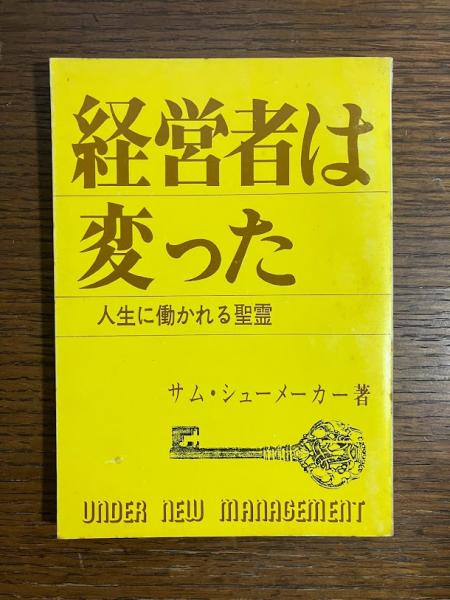 経営者は
変った
人生に働かれる聖霊
サム・シューメーカー著
UNDER NEW MANAGEMENT